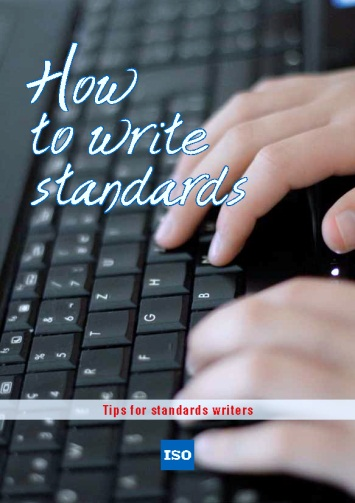 How
to write
standards
Tips for standards writers
ISO